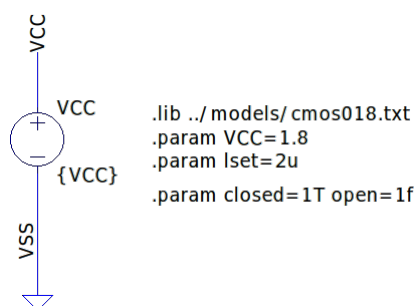 VCC
VCC
{VCC}
VSS
.lib ../models/cmos018.txt
.param VCC=1.8
.param Iset=2u
.param closed=1T open=1f